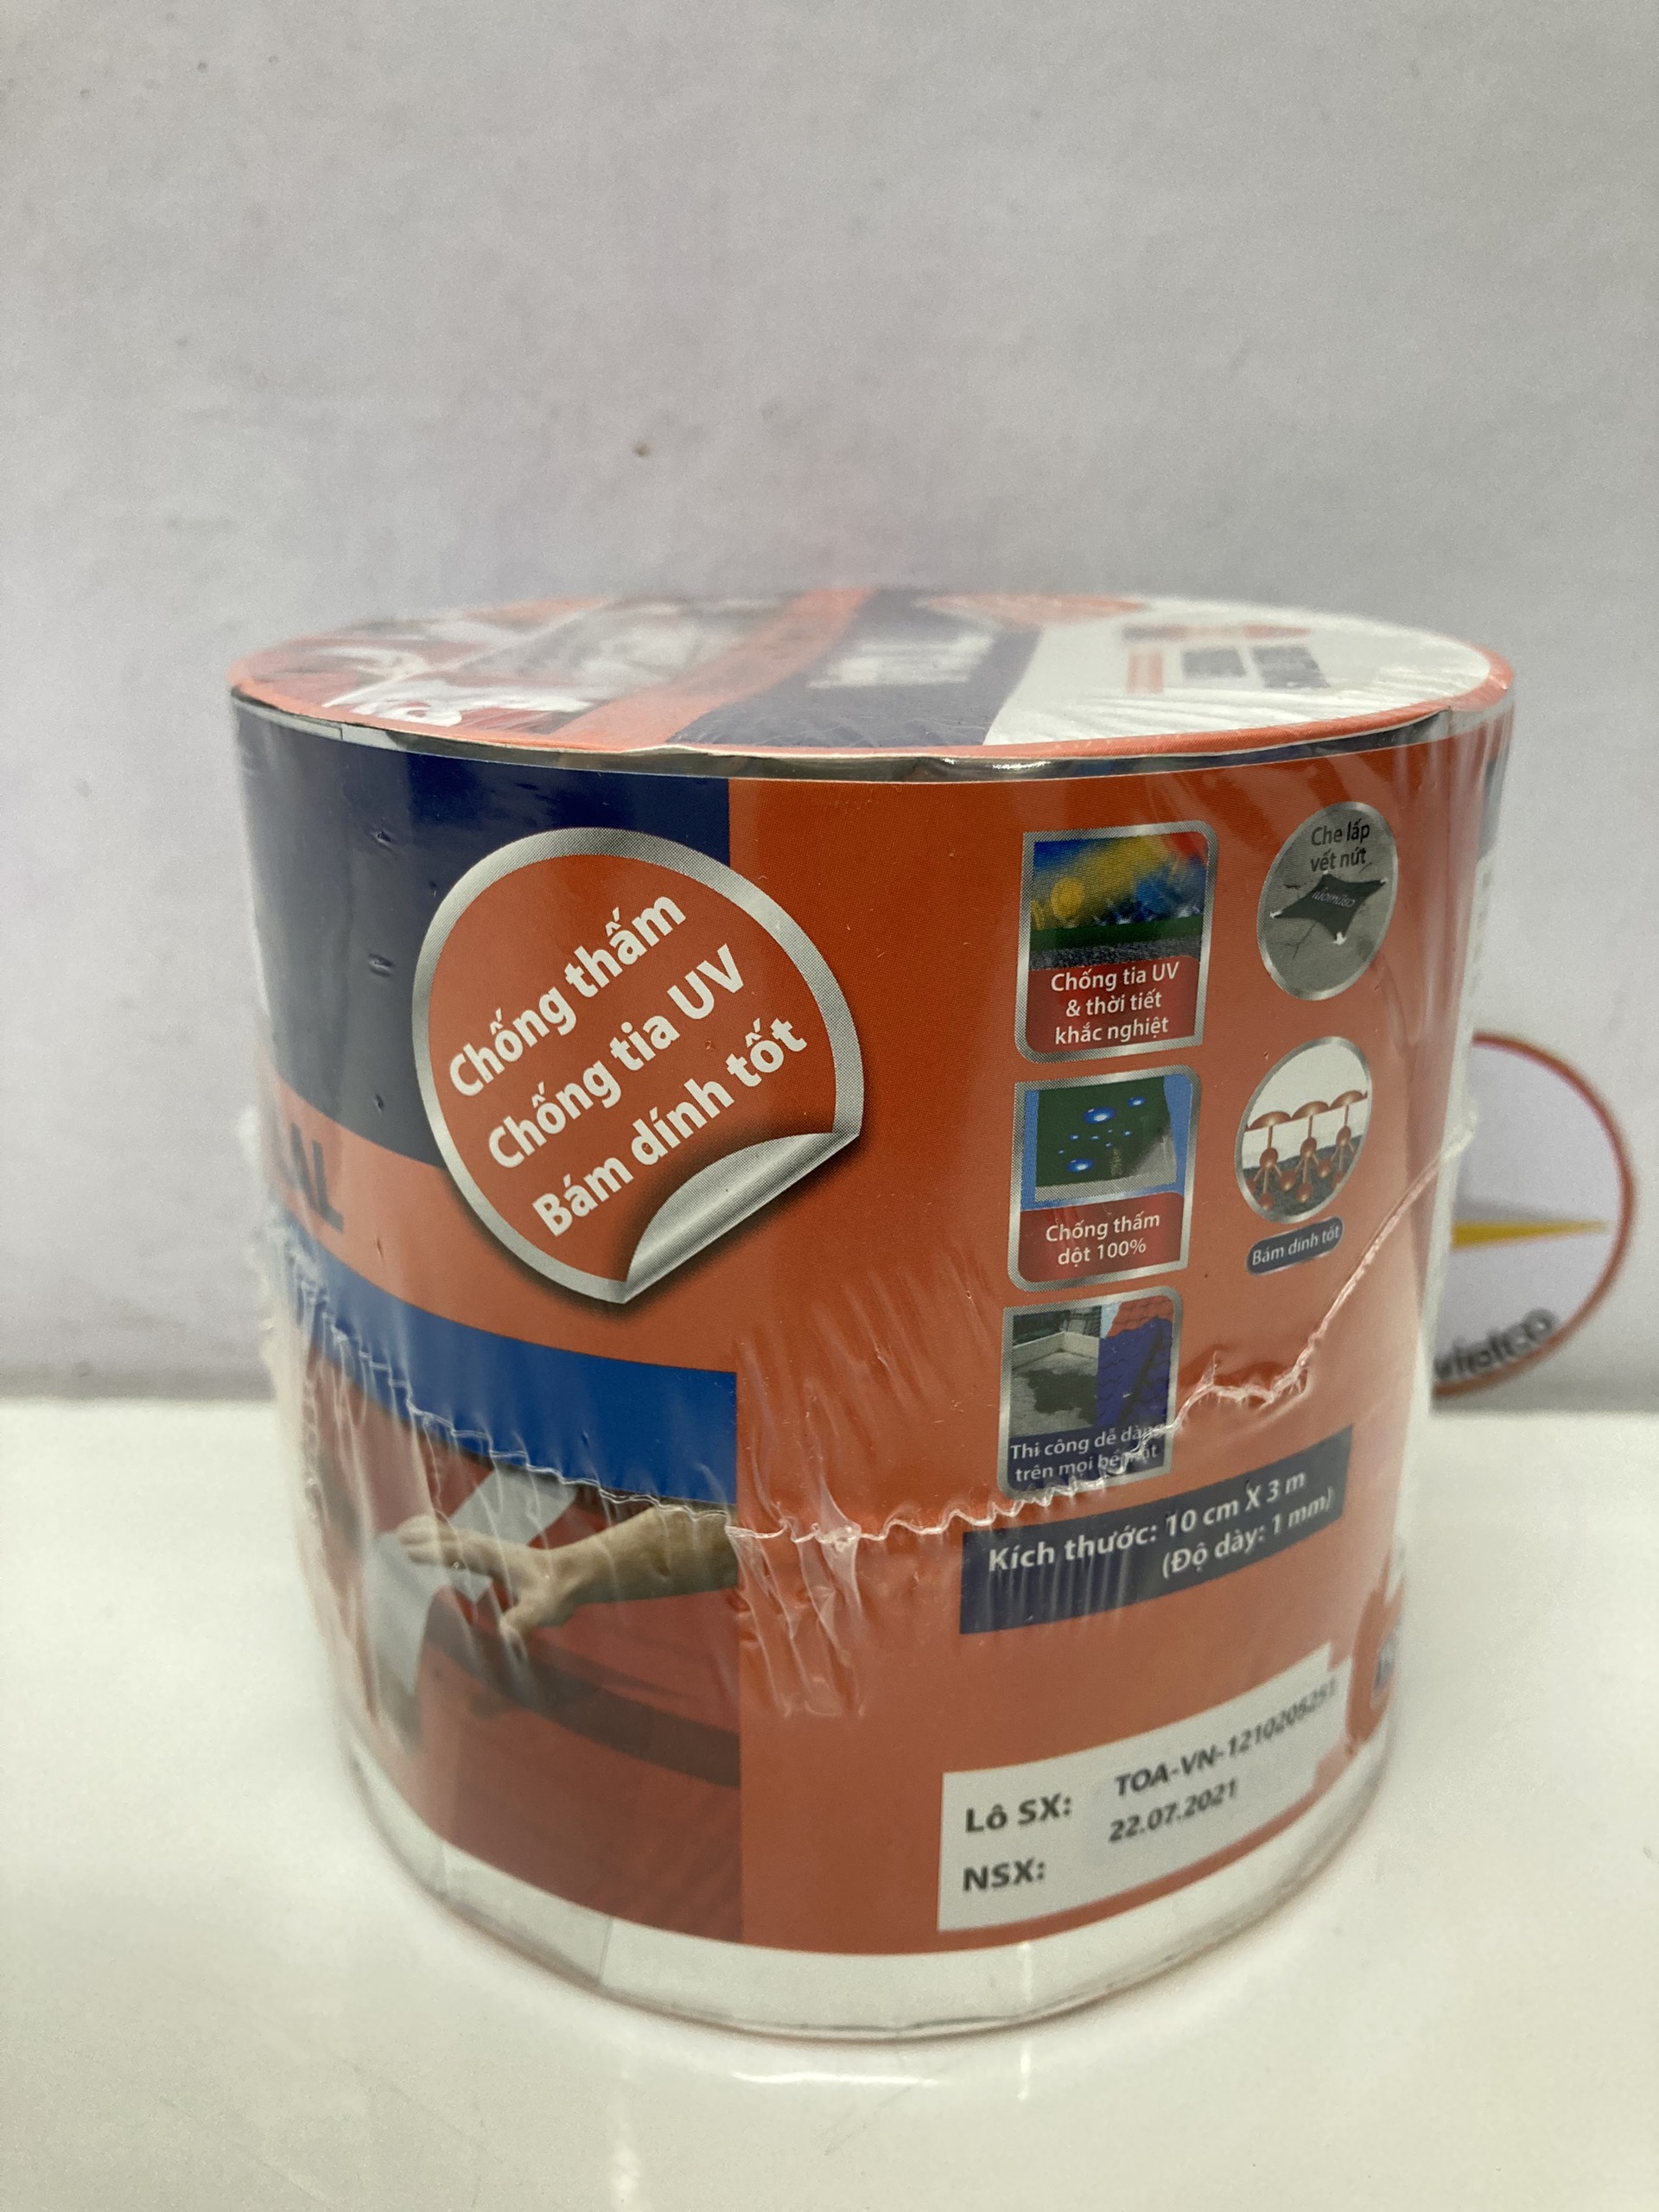 Chống thấm
Chống tia UV
Bám dính tốt
Chống tia UV
& thời tiết
khắc nghiệt
Che lấp
vết nứt
Chống thấm
dột 100%
Bám dính tốt
Thi công dễ dàng
trên mọi bề mặt
Kích thước: 10 cm X 3 m
(Độ dày: 1 mm)
Lô SX: TOA-VN-1210205251
22.07.2021
NSX: